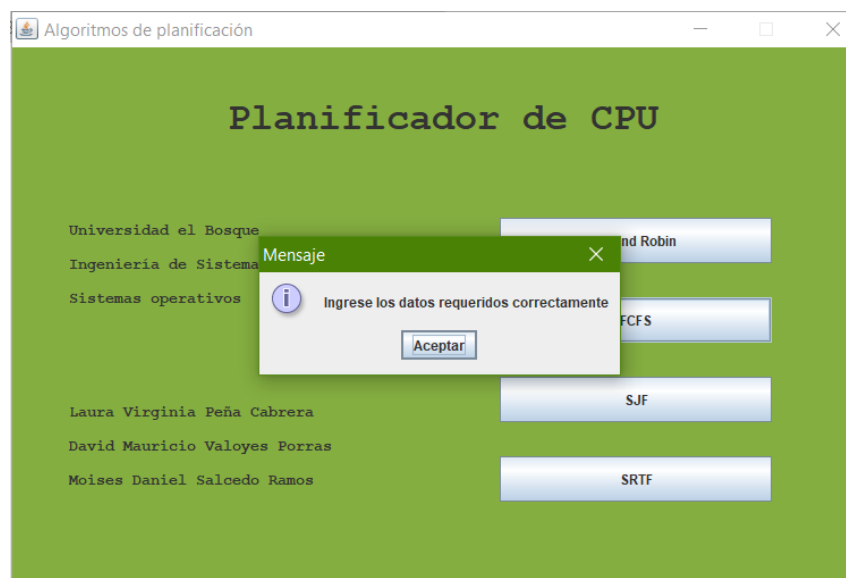 Algoritmos de planificación
Planificador de CPU
Universidad el Bosque
Ingenieria de Sistema
Sistemas operativos
Laura Virginia Peña Cabrera
David Mauricio Valoyes Porras
Moises Daniel Salcedo Ramos
Mensaje
Ingrese los datos requeridos correctamente
Aceptar
Robin
FCFS
SJF
SRTF